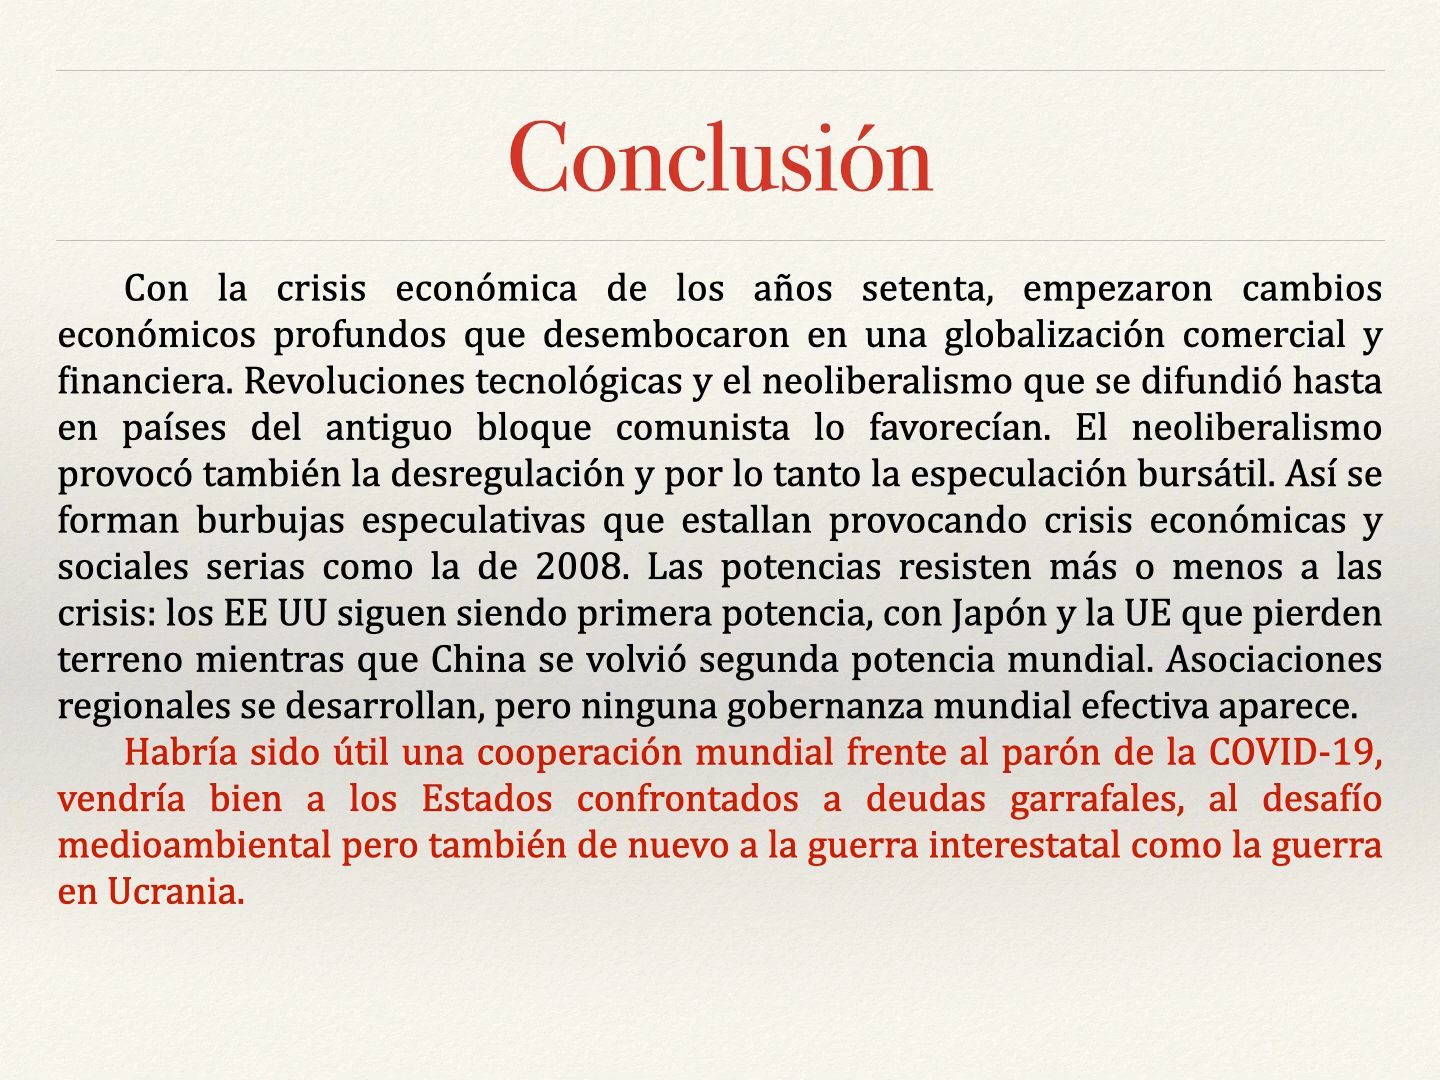 Conclusión
Con la crisis económica de los años setenta, empezaron cambios
económicos profundos que desembocaron en una globalización comercial y
financiera. Revoluciones tecnológicas y el neoliberalismo que se difundió hasta
en países del antiguo bloque comunista lo favorecían. El neoliberalismo
provocó también la desregulación y por lo tanto la especulación bursátil. Así se
forman burbujas especulativas que estallan provocando crisis económicas y
sociales serias como la de 2008. Las potencias resisten más o menos a las
crisis: los EE UU siguen siendo primera potencia, con Japón y la UE que pierden
terreno mientras que China se volvió segunda potencia mundial. Asociaciones
regionales se desarrollan, pero ninguna gobernanza mundial efectiva aparece.
Habría sido útil una cooperación mundial frente al parón de la COVID-19,
vendría bien a los Estados confrontados a deudas garrafales, al desafío
medioambiental pero también de nuevo a la guerra interestatal como la guerra
en Ucrania.